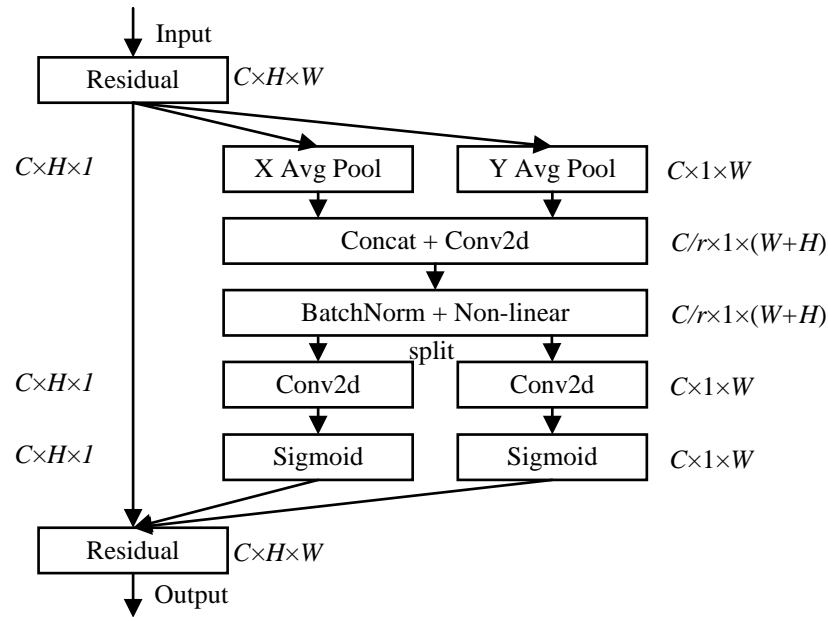 Input
Residual C×H×W
C×H×1 X Avg Pool Y Avg Pool C×1×W
Concat + Conv2d C/r×1×(W+H)
BatchNorm + Non-linear C/r×1×(W+H)
split
C×H×1 Conv2d Conv2d C×1×W
C×H×1 Sigmoid Sigmoid C×1×W
Residual C×H×W
Output